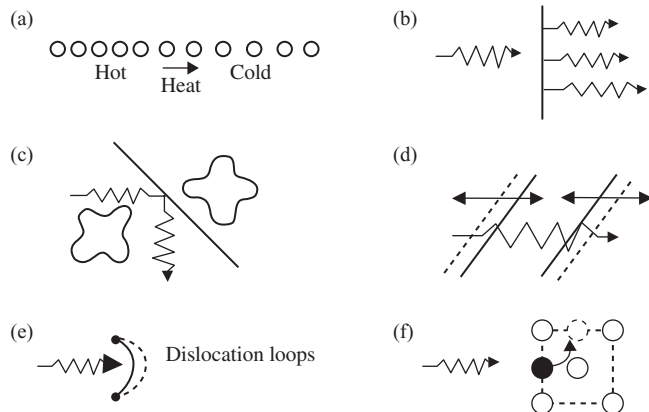 (a)
(b)
Hot
Heat
Cold
(c)
(d)
(e)
Dislocation loops
(f)